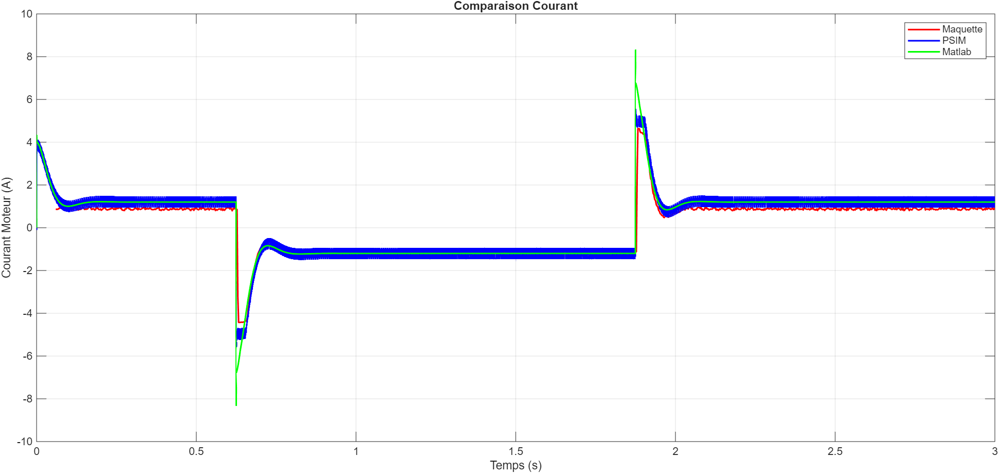 Comparaison Courant
Maquette
PSIM
Matlab
Courant Moteur (A)
10
8
6
4
2
0
-2
-4
-6
-8
-10
0 0.5 1 1.5 2 2.5 3
Temps (s)